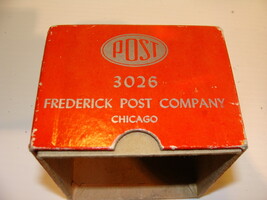 POST
3026
FREDERICK POST COMPANY
CHICAGO